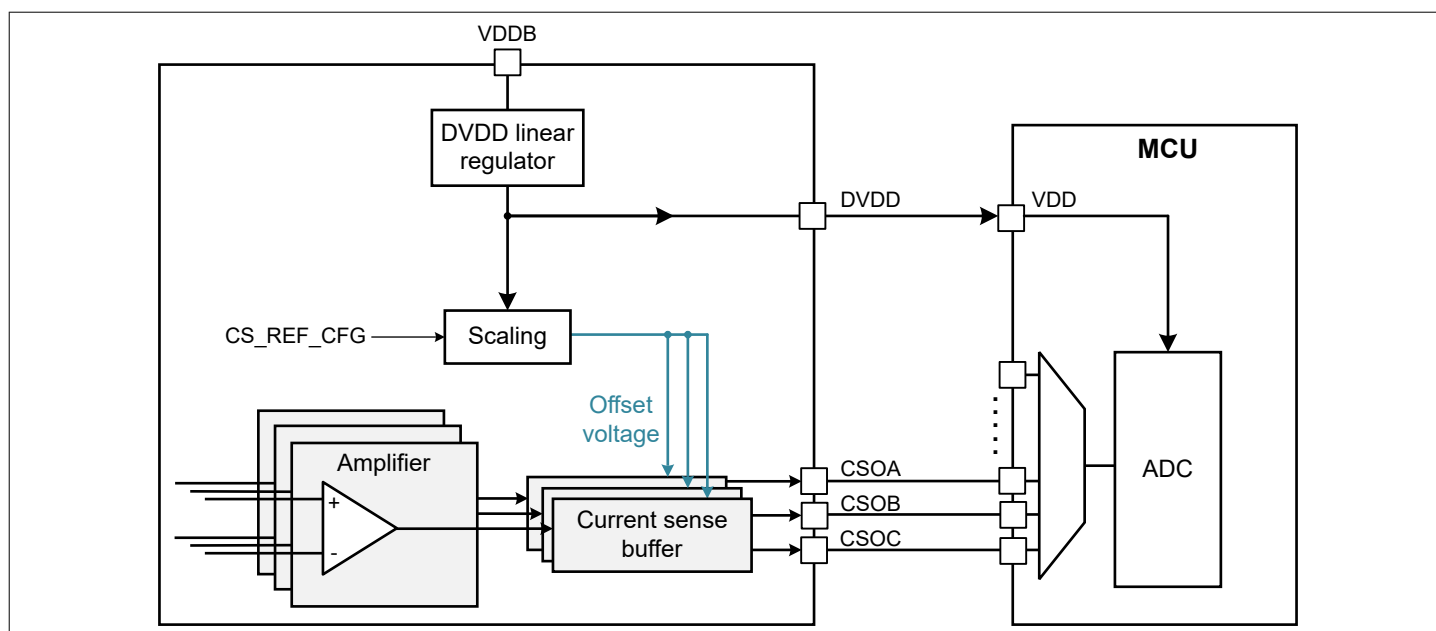 VDDB
DVDD linear
regulator
MCU
DVDD
VDD
CS_REF_CFG
Scaling
Offset
voltage
Amplifier
+
-
Current sense
buffer
CSOA
CSOB
CSOC
ADC